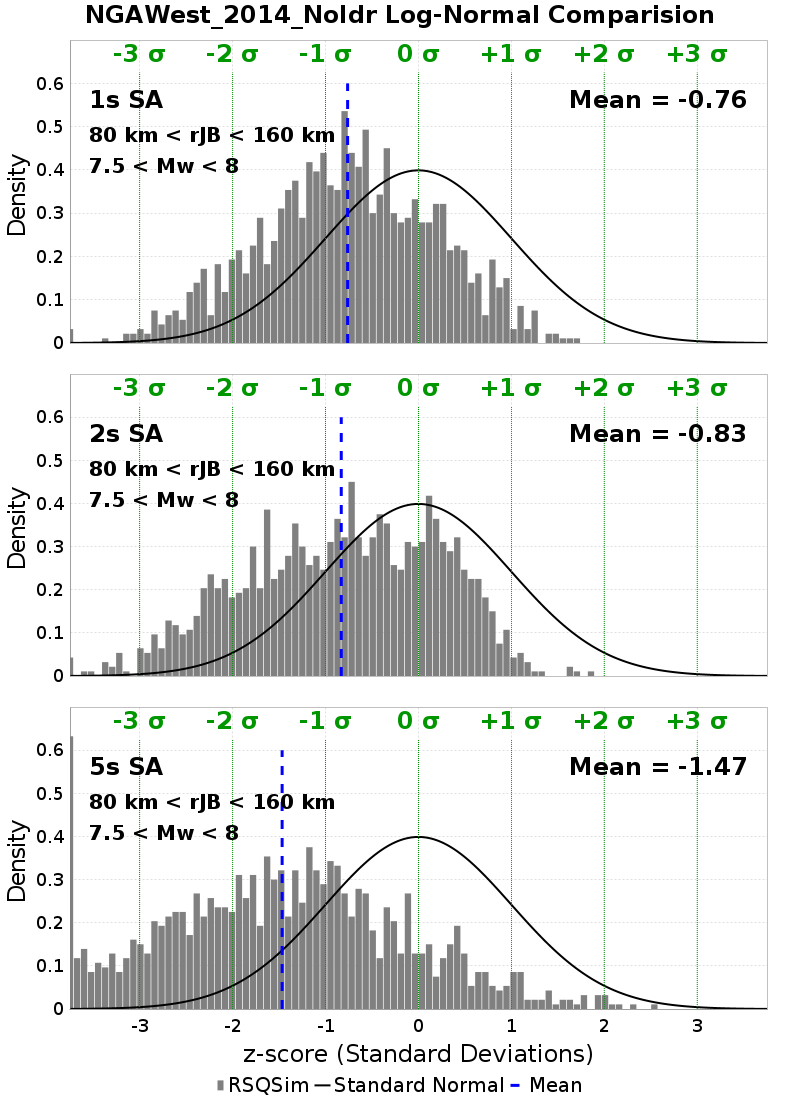 NGAWest_2014_NoIdr Log-Normal Comparision
-3 σ -2 σ -1 σ 0 σ +1 σ +2 σ +3 σ
1s SA Mean = -0.76
80 km < rJB < 160 km
7.5 < Mw < 8
Density
0.6
0.5
0.4
0.3
0.2
0.1
0
-3 σ -2 σ -1 σ 0 σ +1 σ +2 σ +3 σ
2s SA Mean = -0.83
80 km < rJB < 160 km
7.5 < Mw < 8
Density
0.6
0.5
0.4
0.3
0.2
0.1
0
-3 σ -2 σ -1 σ 0 σ +1 σ +2 σ +3 σ
5s SA Mean = -1.47
80 km < rJB < 160 km
7.5 < Mw < 8
Density
0.6
0.5
0.4
0.3
0.2
0.1
0
-3 -2 -1 0 1 2 3
z-score (Standard Deviations)
RSQSim Standard Normal Mean